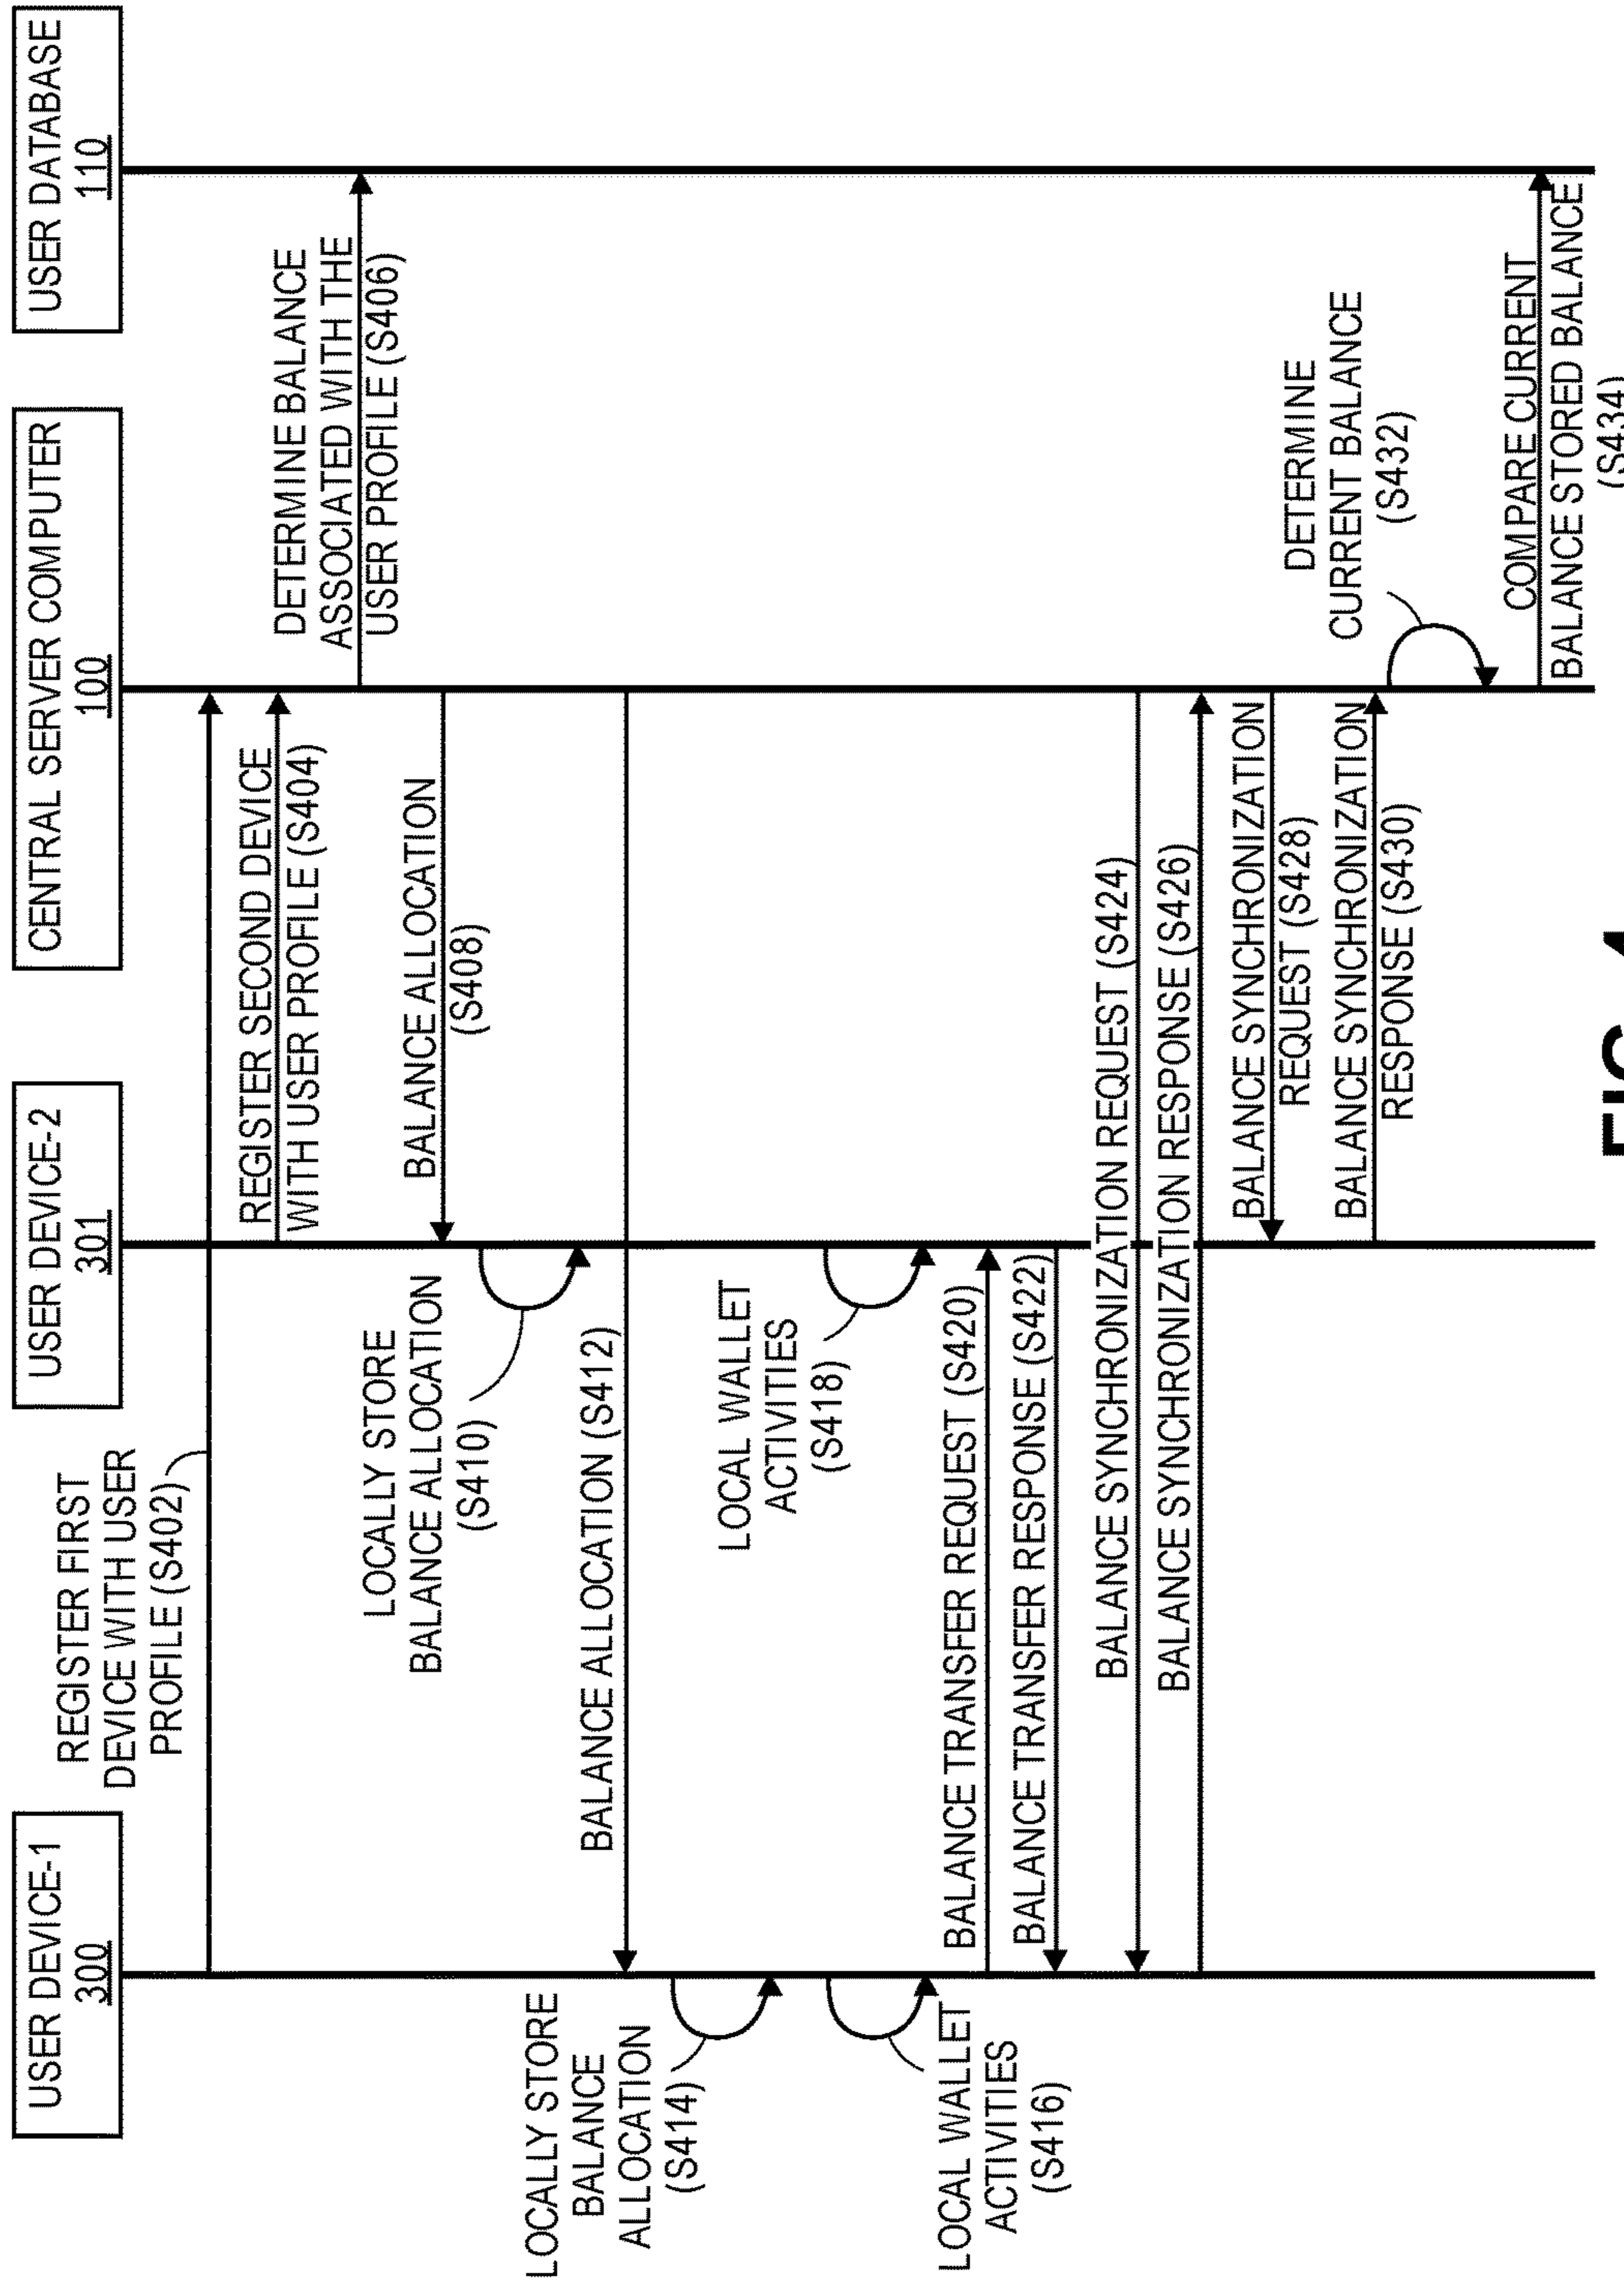 USER DEVICE-1
300
USER DEVICE-2
301
CENTRAL SERVER COMPUTER
100
USER DATABASE
110
REGISTER FIRST
DEVICE WITH USER
PROFILE (S402)
REGISTER SECOND DEVICE
WITH USER PROFILE (S404)
DETERMINE BALANCE
ASSOCIATED WITH THE
USER PROFILE (S406)
BALANCE ALLOCATION
(S408)
LOCALLY STORE
BALANCE ALLOCATION
(S410)
BALANCE ALLOCATION (S412)
LOCALLY STORE
BALANCE
ALLOCATION
(S414)
LOCAL WALLET
ACTIVITIES
(S416)
LOCAL WALLET
ACTIVITIES
(S418)
BALANCE TRANSFER REQUEST (S420)
BALANCE TRANSFER RESPONSE (S422)
BALANCE SYNCHRONIZATION REQUEST (S424)
BALANCE SYNCHRONIZATION RESPONSE (S426)
BALANCE SYNCHRONIZATION
REQUEST (S428)
BALANCE SYNCHRONIZATION
RESPONSE (S430)
DETERMINE
CURRENT BALANCE
(S432)
COMPARE CURRENT
BALANCE STORED BALANCE
(S434)